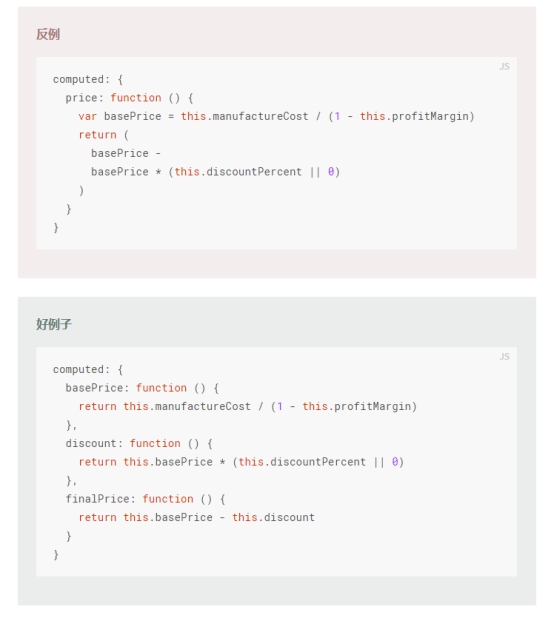 反例
JS
computed: {
  price: function () {
    var basePrice = this.manufactureCost / (1 - this.profitMargin)
    return (
      basePrice -
      basePrice * (this.discountPercent || 0)
    )
  }
}
好例子
JS
computed: {
  basePrice: function () {
    return this.manufactureCost / (1 - this.profitMargin)
  },
  discount: function () {
    return this.basePrice * (this.discountPercent || 0)
  },
  finalPrice: function () {
    return this.basePrice - this.discount
  }
}